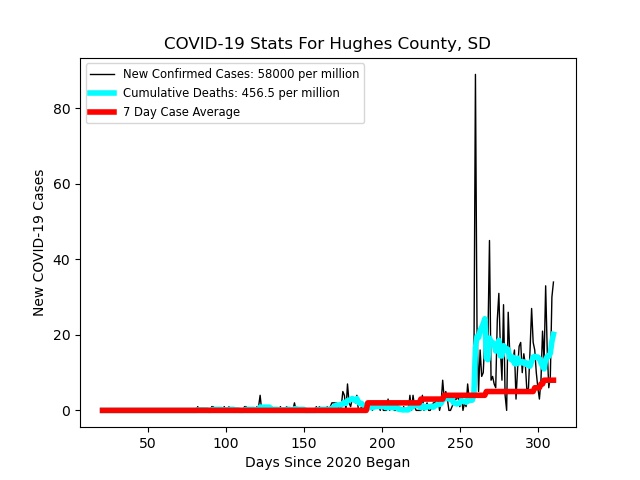 COVID-19 Stats For Hughes County, SD
New Confirmed Cases: 58000 per million
Cumulative Deaths: 456.5 per million
7 Day Case Average
New COVID-19 Cases
80
60
40
20
0
50 100 150 200 250 300
Days Since 2020 Began